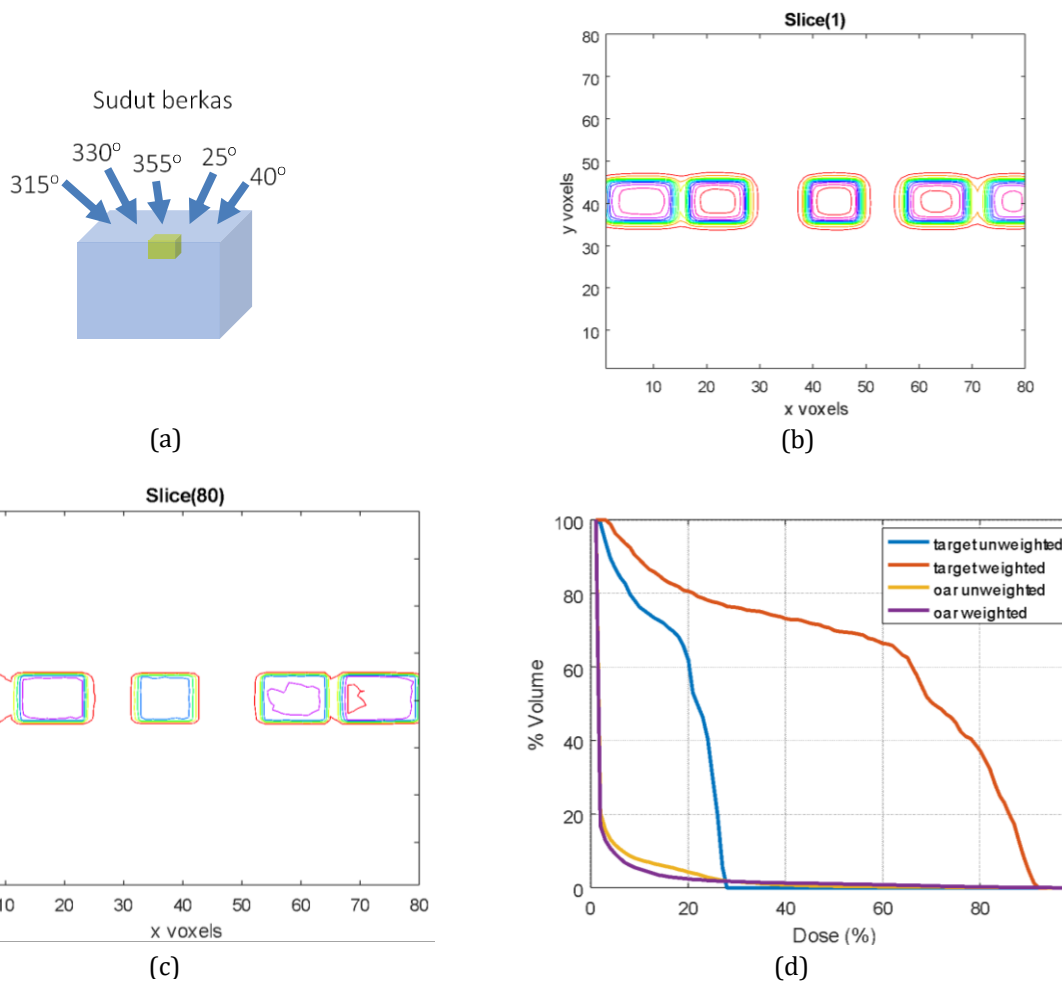 Sudut berkas
315° 330° 355° 25° 40°
(a)
Slice(1)
80
70
60
50
40
30
20
10
y voxels
10 20 30 40 50 60 70 80
x voxels
(b)
Slice(80)
10 20 30 40 50 60 70 80
x voxels
(c)
100
80
60
40
20
0
% Volume
target unweighted
target weighted
oar unweighted
oar weighted
0 20 40 60 80
Dose (%)
(d)